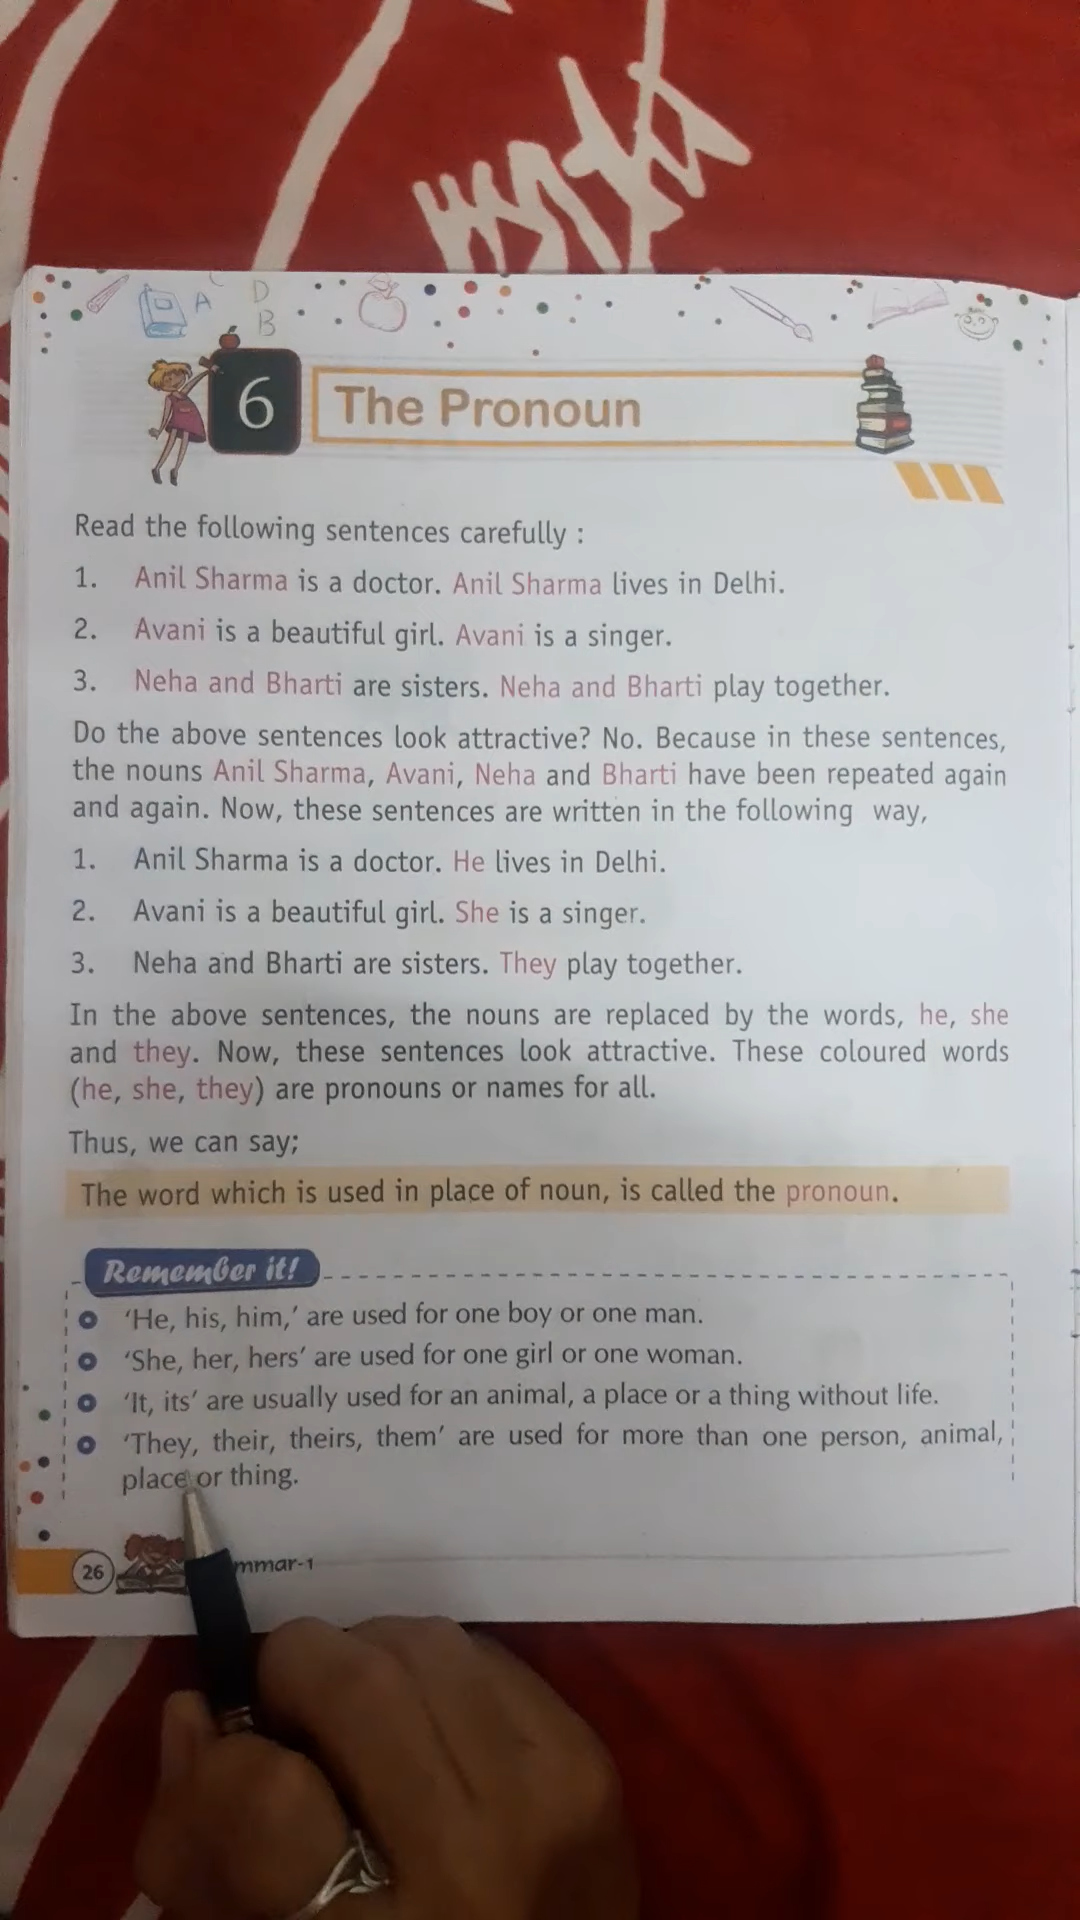 A
D
B
6
The Pronoun
Read the following sentences carefully :
1. Anil Sharma is a doctor. Anil Sharma lives in Delhi.
2. Avani is a beautiful girl. Avani is a singer.
3. Neha and Bharti are sisters. Neha and Bharti play together.
Do the above sentences look attractive? No. Because in these sentences,
the nouns Anil Sharma, Avani, Neha and Bharti have been repeated again
and again. Now, these sentences are written in the following way,
1. Anil Sharma is a doctor. He lives in Delhi.
2. Avani is a beautiful girl. She is a singer.
3. Neha and Bharti are sisters. They play together.
In the above sentences, the nouns are replaced by the words, he, she
and they. Now, these sentences look attractive. These coloured words
(he, she, they) are pronouns or names for all.
Thus, we can say;
The word which is used in place of noun, is called the pronoun.
Remember it!
‘He, his, him,’ are used for one boy or one man.
‘She, her, hers’ are used for one girl or one woman.
‘It, its’ are usually used for an animal, a place or a thing without life.
‘They, their, theirs, them’ are used for more than one person, animal,
place or thing.
26
mmar-1